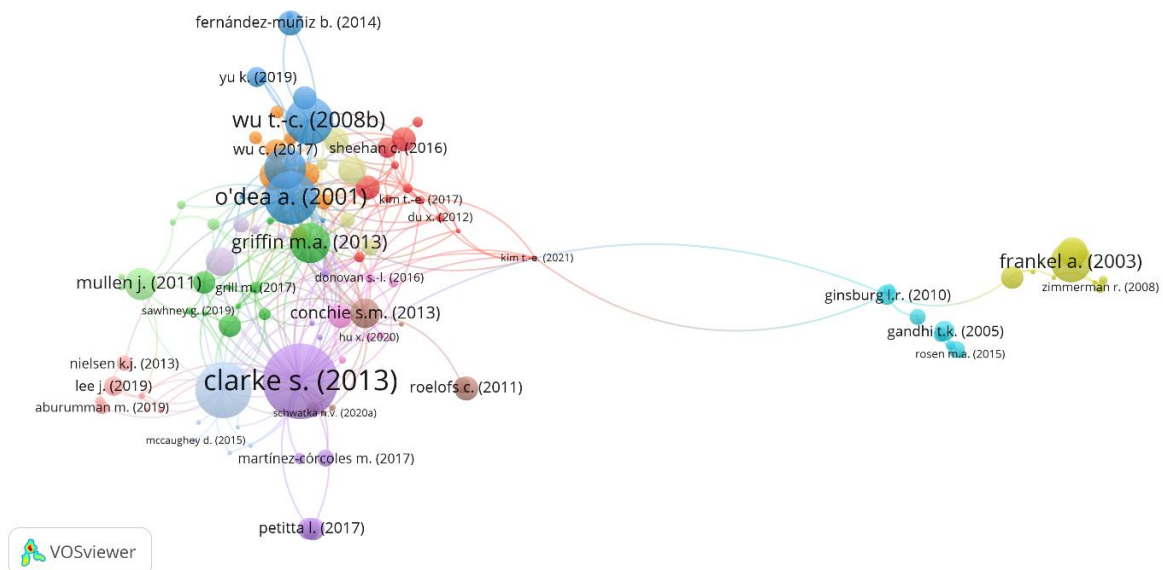 fernández-muñiz b. (2014)
yu k. (2019)
wu t.-c. (2008b)
wu c. (2017)
sheehan c. (2016)
o'dea a. (2001)
kim t.-e. (2017)
du x. (2012)
griffin m.a. (2013)
kim t.-e. (2021)
frankel a. (2003)
mullen j. (2011)
grill m. (2017)
donovan s.-l. (2016)
zimmerman r. (2008)
ginsburg l.r. (2010)
sawhney g. (2019)
conchie s.m. (2013)
gandhi t.k. (2005)
hu x. (2020)
rosen m.a. (2015)
nielsen k.j. (2013)
clarke s. (2013)
lee j. (2019)
roelofs c. (2011)
aburumman m. (2019)
schwatka n.v. (2020a)
mccaughey d. (2015)
martínez-córcoles m. (2017)
petitta l. (2017)
VOSviewer